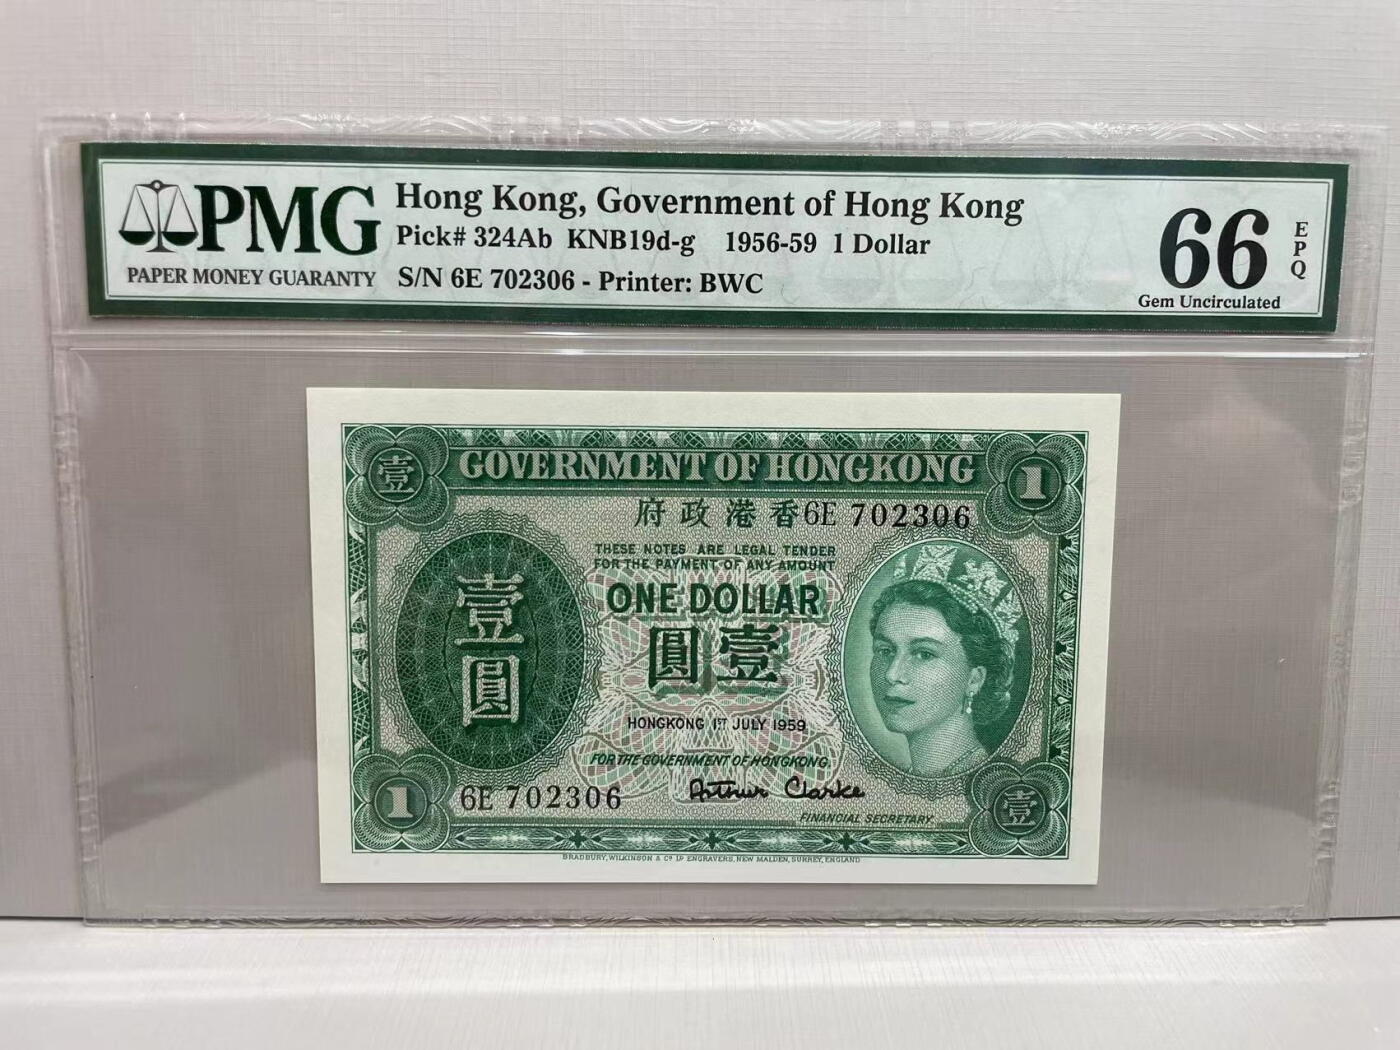 PMG
PAPER MONEY GUARANTY
Hong Kong, Government of Hong Kong
Pick# 324Ab KNB19d-g 1956-59 1 Dollar
S/N 6E 702306 - Printer: BWC
66
EPQ
Gem Uncirculated
壹
GOVERNMENT OF HONGKONG
1
府政港香
6E 702306
THESE NOTES ARE LEGAL TENDER
FOR THE PAYMENT OF ANY AMOUNT
ONE DOLLAR
圓壹
壹圓
HONGKONG 1ST JULY 1959
FOR THE GOVERNMENT OF HONGKONG.
Arthur Clarke
FINANCIAL SECRETARY
1
6E 702306
壹
BRADBURY, WILKINSON & Co Ld ENGRAVERS, NEW MALDEN, SURREY, ENGLAND